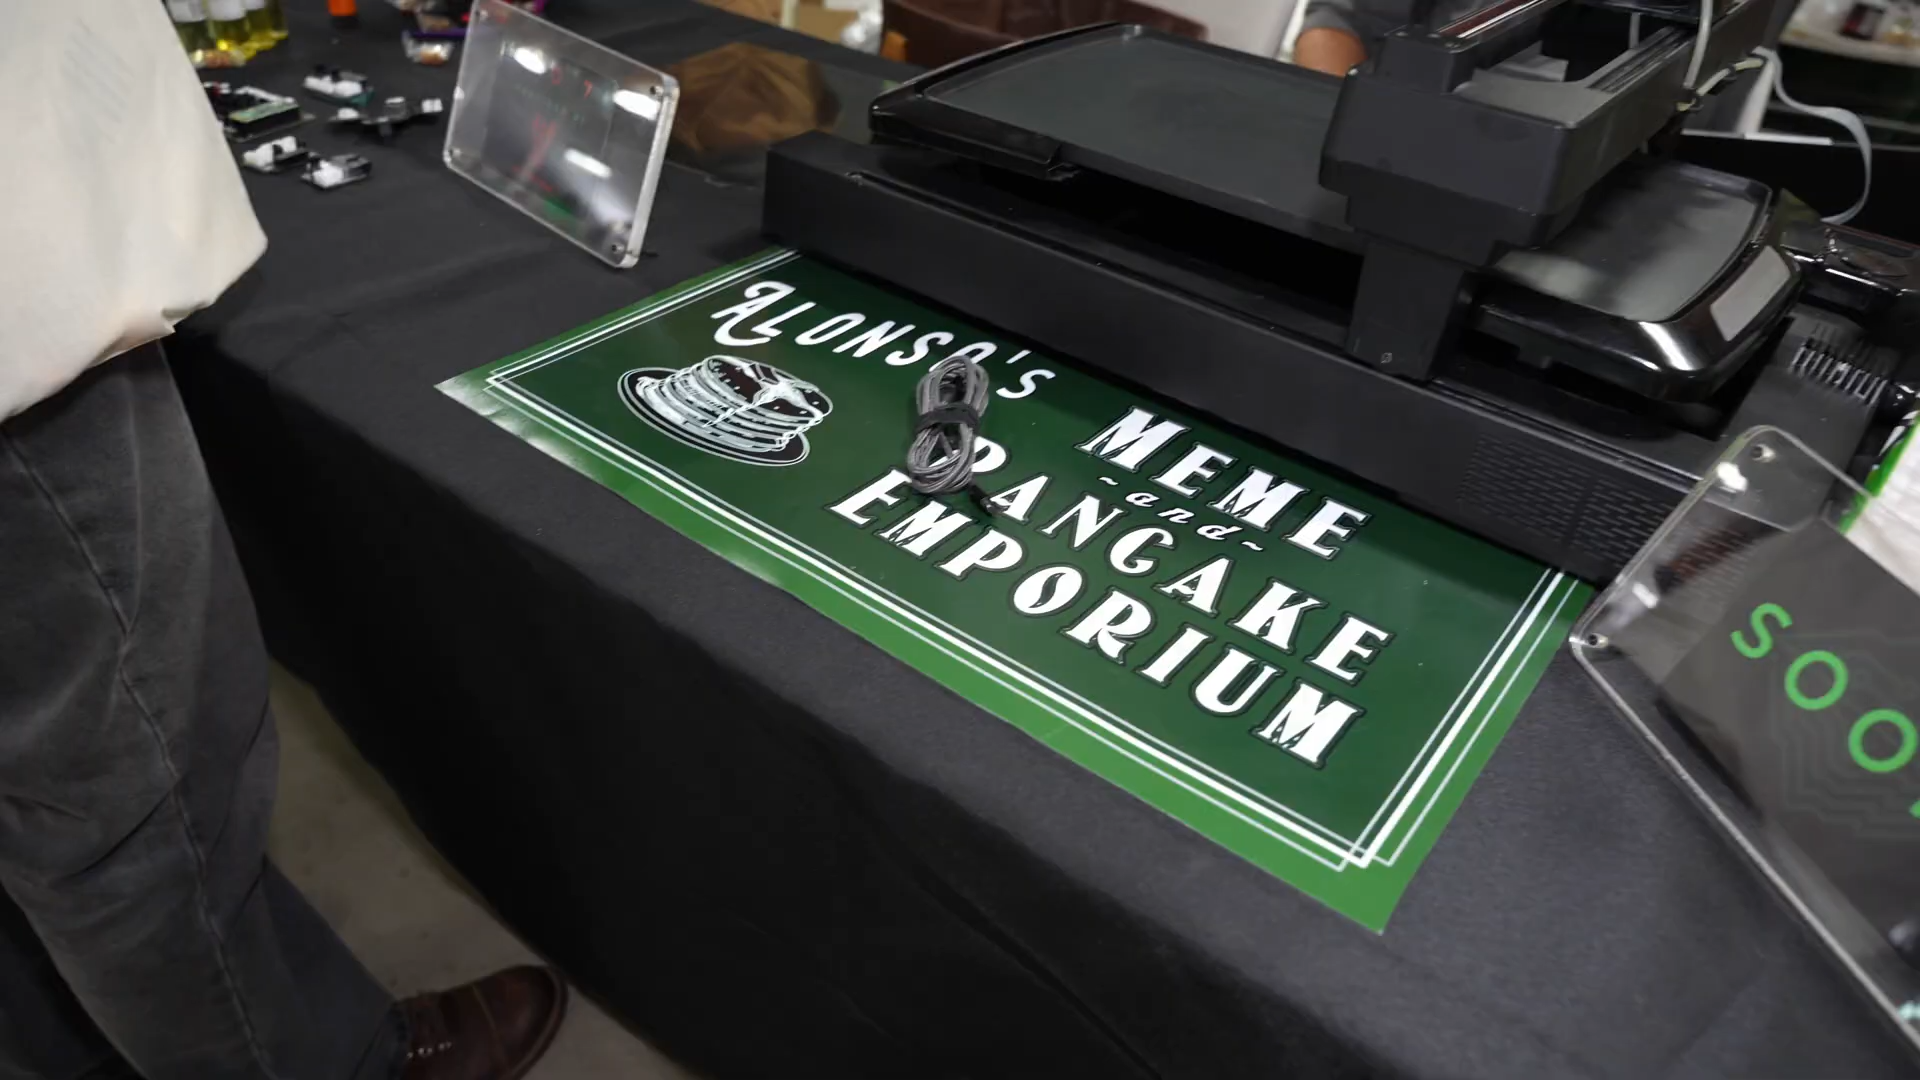 ALONSO'S
MEME
~and~
PANCAKE
EMPORIUM
SOO